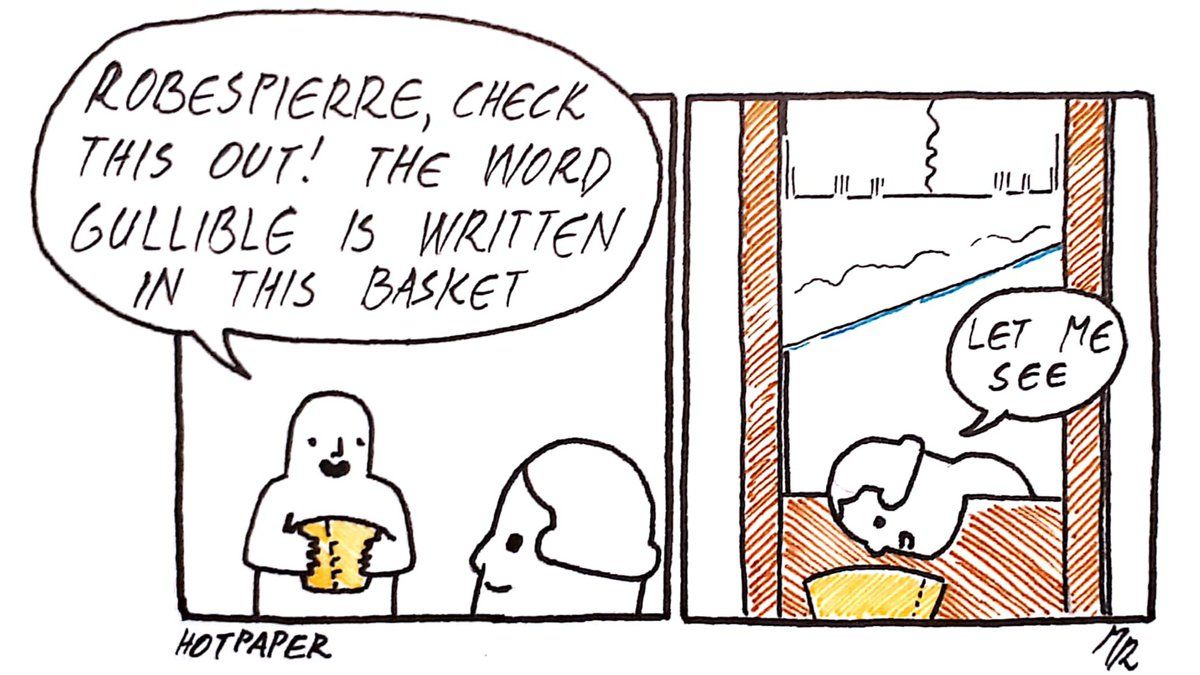 ROBESPIERRE, CHECK
THIS OUT! THE WORD
GULLIBLE IS WRITTEN
IN THIS BASKET
LET ME
SEE
HOTPAPER